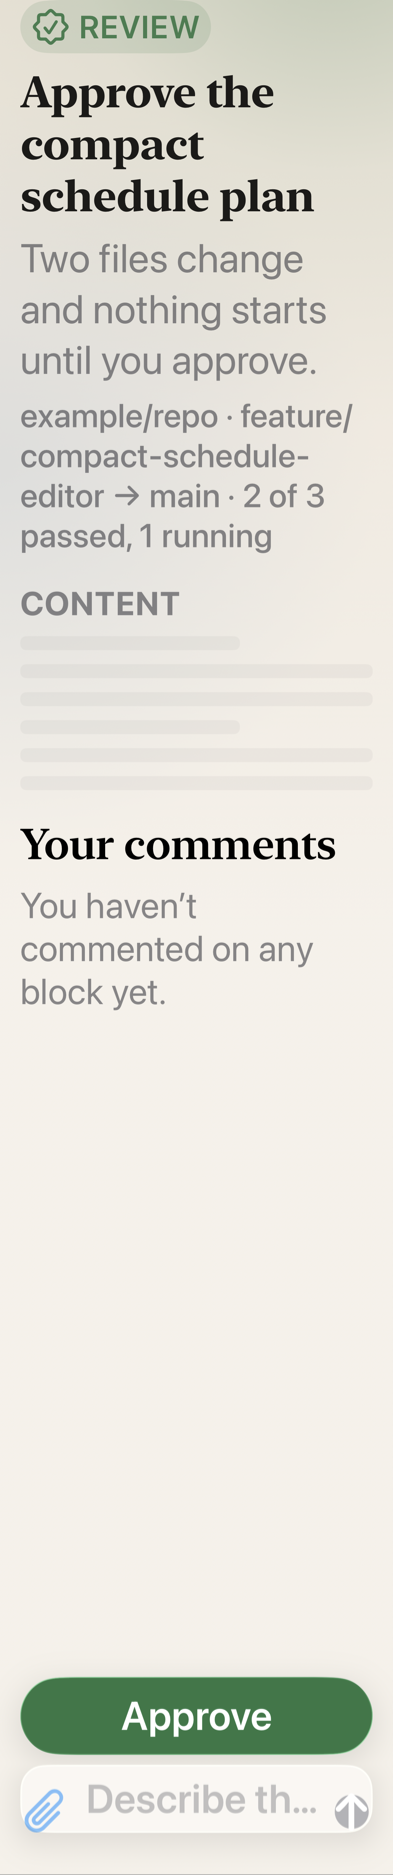 REVIEW
Approve the
compact
schedule plan
Two files change
and nothing starts
until you approve.
example/repo · feature/
compact-schedule-
editor → main · 2 of 3
passed, 1 running
CONTENT
Your comments
You haven’t
commented on any
block yet.
Approve
Describe th...